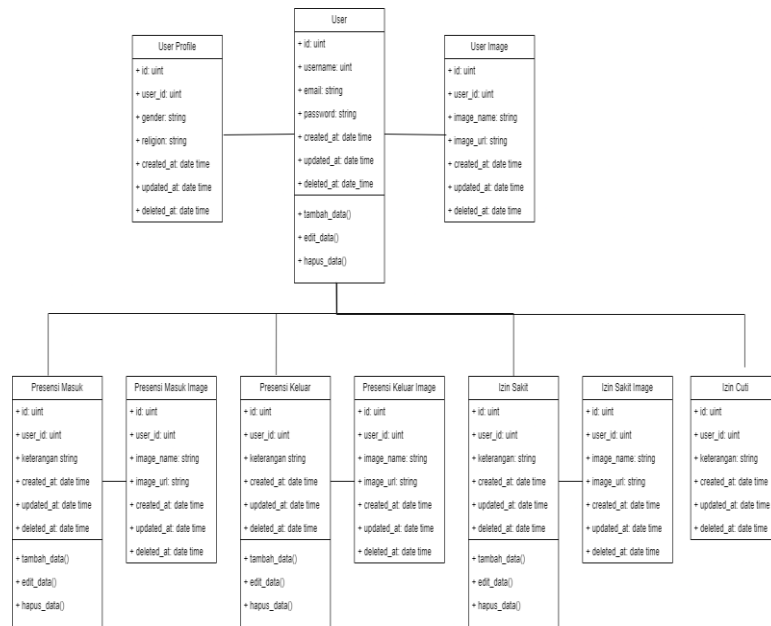 User
+ id: uint
+ username: uint
+ email: string
+ password: string
+ created_at: date time
+ updated_at: date time
+ deleted_at: date_time
+ tambah_data()
+ edit_data()
+ hapus_data()
User Profile
+ id: uint
+ user_id: uint
+ gender: string
+ religion: string
+ created_at: date time
+ updated_at: date time
+ deleted_at: date time
User Image
+ id: uint
+ user_id: uint
+ image_name: string
+ image_url: string
+ created_at: date time
+ updated_at: date time
+ deleted_at: date time
Presensi Masuk
+ id: uint
+ user_id: uint
+ keterangan string
+ created_at: date time
+ updated_at: date time
+ deleted_at: date time
+ tambah_data()
+ edit_data()
+ hapus_data()
Presensi Masuk Image
+ id: uint
+ user_id: uint
+ image_name: string
+ image_url: string
+ created_at: date time
+ updated_at: date time
+ deleted_at: date time
Presensi Keluar
+ id: uint
+ user_id: uint
+ keterangan string
+ created_at: date time
+ updated_at: date time
+ deleted_at: date time
+ tambah_data()
+ edit_data()
+ hapus_data()
Presensi Keluar Image
+ id: uint
+ user_id: uint
+ image_name: string
+ image_url: string
+ created_at: date time
+ updated_at: date time
+ deleted_at: date time
Izin Sakit
+ id: uint
+ user_id: uint
+ keterangan: string
+ created_at: date time
+ updated_at: date time
+ deleted_at: date time
+ tambah_data()
+ edit_data()
+ hapus_data()
Izin Sakit Image
+ id: uint
+ user_id: uint
+ image_name: string
+ image_url: string
+ created_at: date time
+ updated_at: date time
+ deleted_at: date time
Izin Cuti
+ id: uint
+ user_id: uint
+ keterangan: string
+ created_at: date time
+ updated_at: date time
+ deleted_at: date time